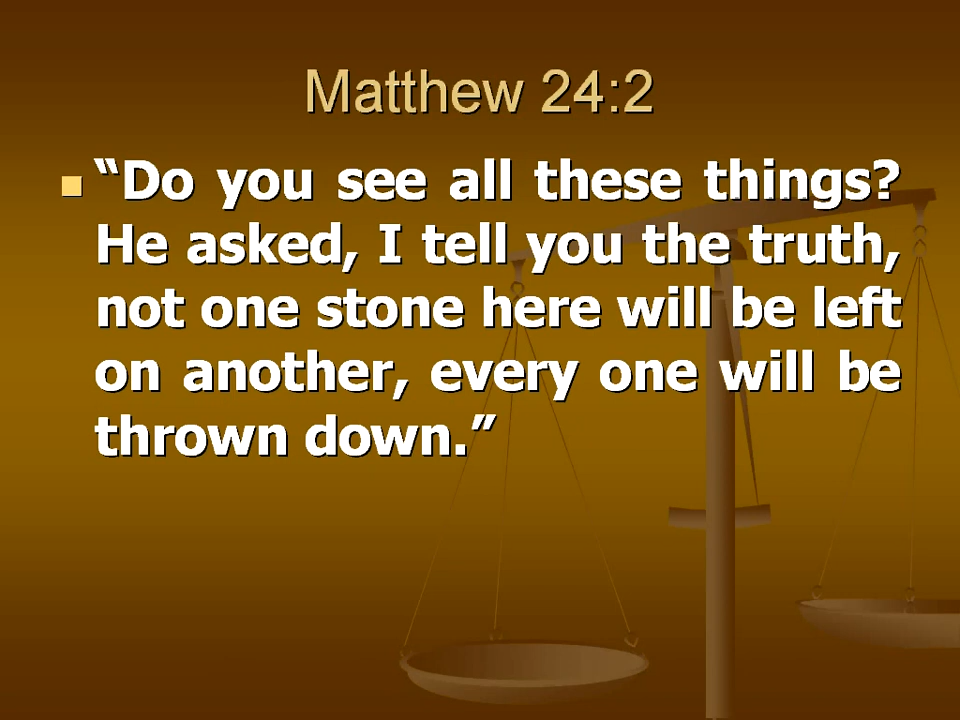 Matthew 24:2
“Do you see all these things?
He asked, I tell you the truth,
not one stone here will be left
on another, every one will be
thrown down.”